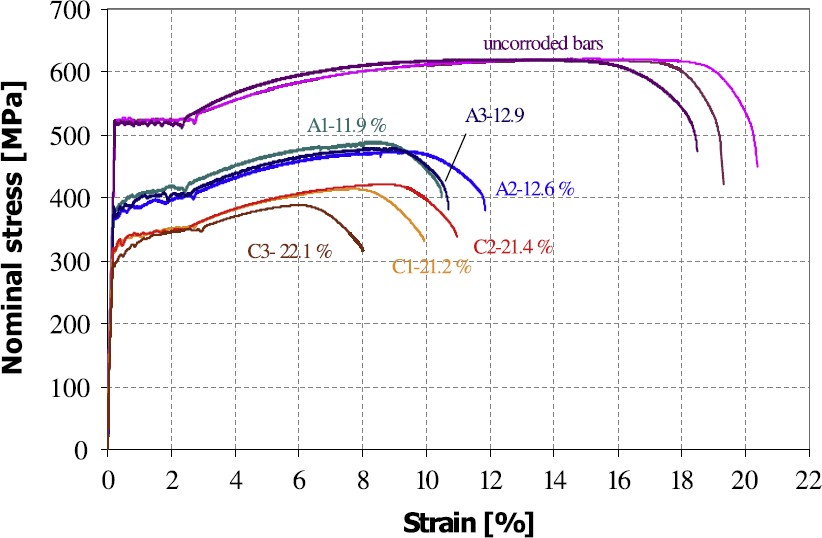 700
600
500
400
300
200
100
0
Nominal stress [MPa]
uncorroded bars
A1-11.9 %
A3-12.9
A2-12.6 %
C3- 22.1 %
C1-21.2 %
C2-21.4 %
0 2 4 6 8 10 12 14 16 18 20 22
Strain [%]